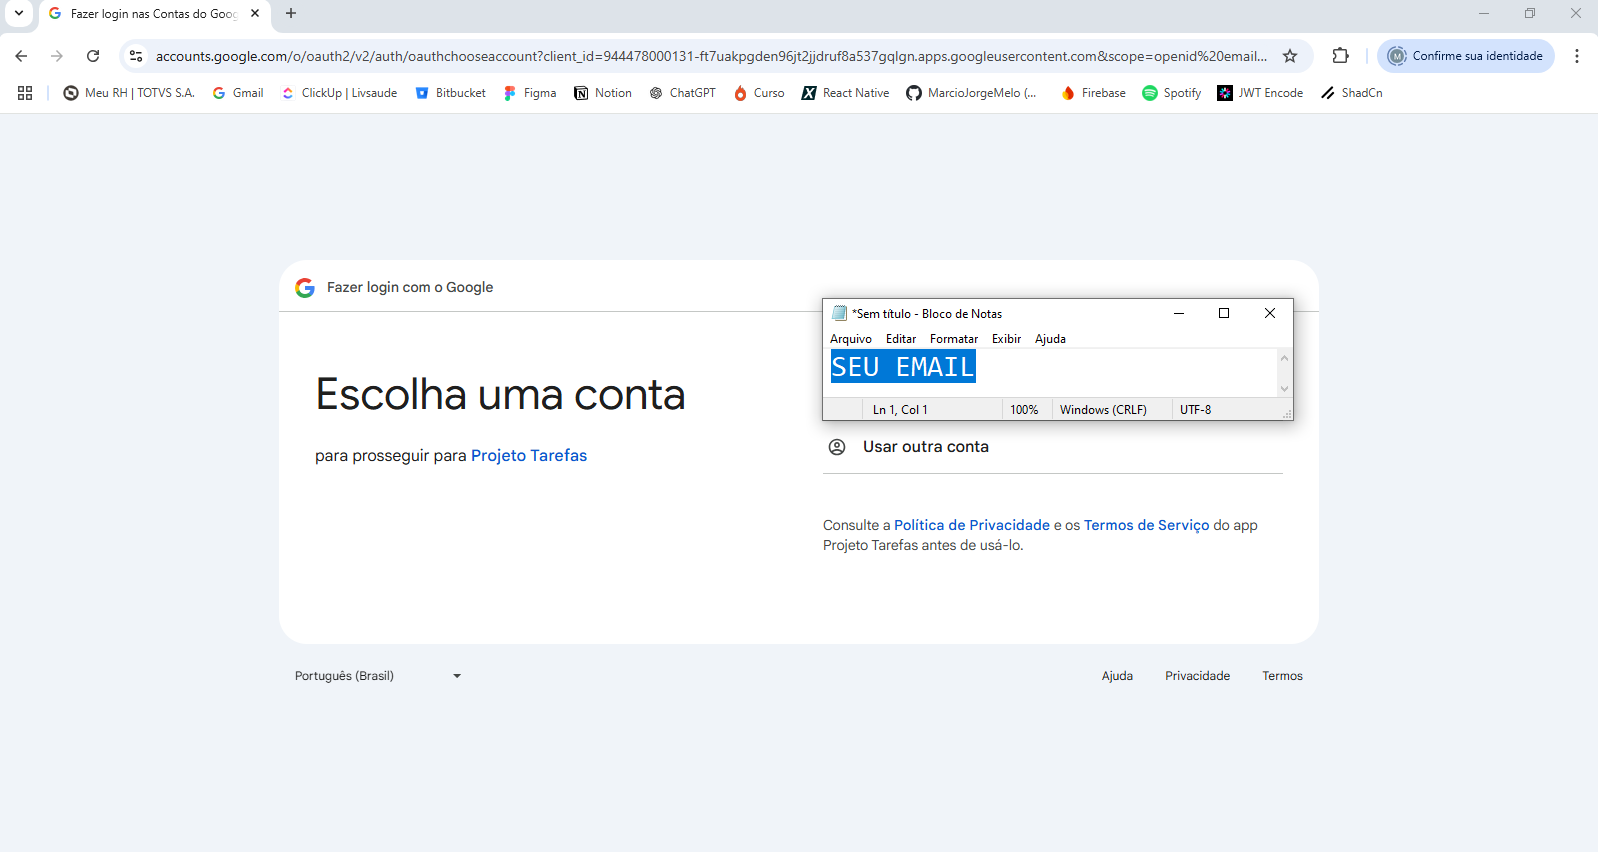 Fazer login nas Contas do Goog
accounts.google.com/o/oauth2/v2/auth/oauthchooseaccount?client_id=944478000131-ft7uakpgden96jt2jjdruf8a537gqlgn.apps.googleusercontent.com&scope=openid%20email...
M
Confirme sua identidade
Meu RH | TOTVS S.A.
Gmail
ClickUp | Livsaude
Bitbucket
Figma
Notion
ChatGPT
Curso
React Native
MarcioJorgeMelo (...
Firebase
Spotify
JWT Encode
ShadCn
Fazer login com o Google
Escolha uma conta
para prosseguir para Projeto Tarefas
*Sem título - Bloco de Notas
Arquivo Editar Formatar Exibir Ajuda
SEU EMAIL
Ln 1, Col 1 100% Windows (CRLF) UTF-8
Usar outra conta
Consulte a Política de Privacidade e os Termos de Serviço do app
Projeto Tarefas antes de usá-lo.
Português (Brasil)
Ajuda Privacidade Termos